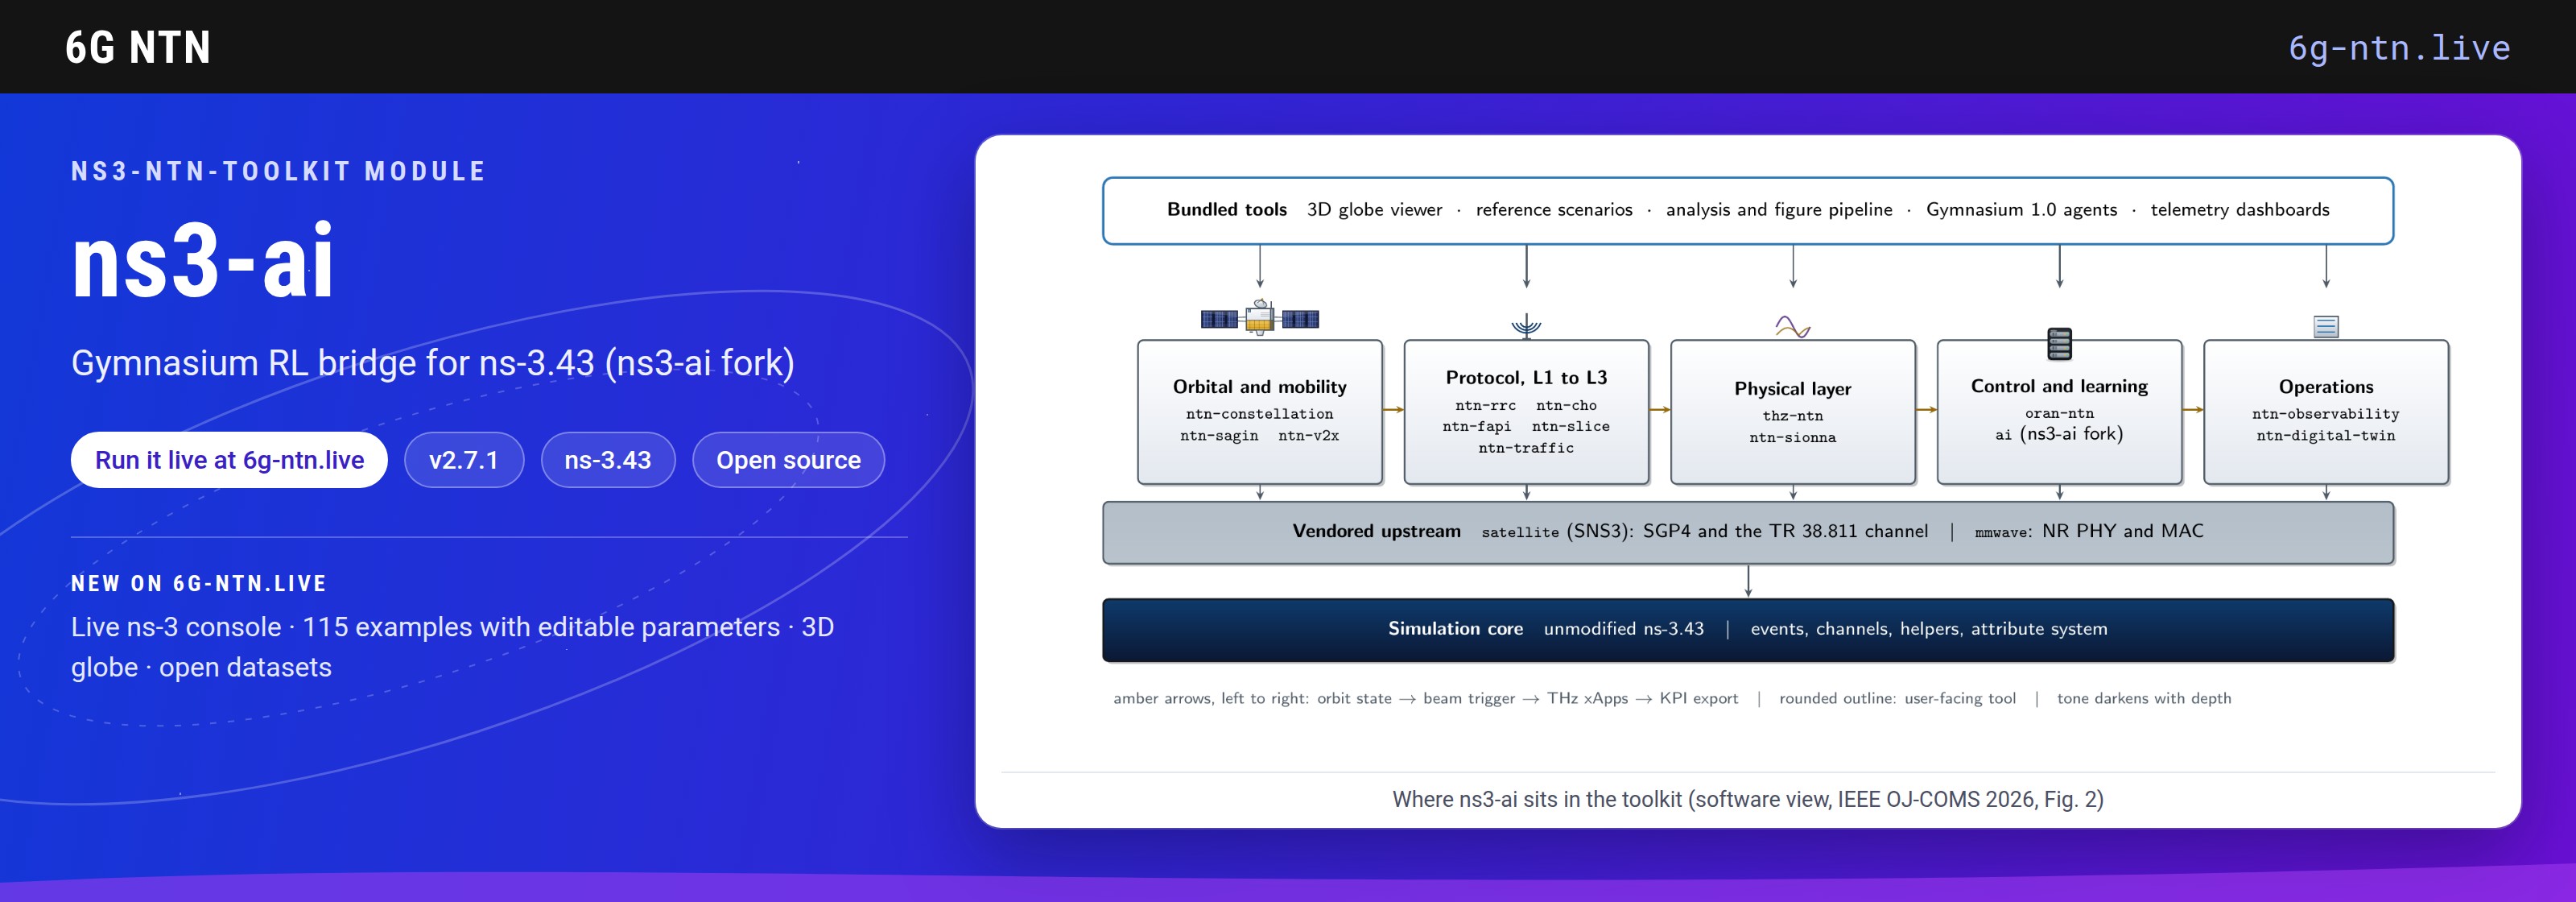 6G NTN
6g-ntn.live
NS3-NTN-TOOLKIT MODULE
ns3-ai
Gymnasium RL bridge for ns-3.43 (ns3-ai fork)
Run it live at 6g-ntn.live
v2.7.1
ns-3.43
Open source
NEW ON 6G-NTN.LIVE
Live ns-3 console · 115 examples with editable parameters · 3D
globe · open datasets
Bundled tools 3D globe viewer · reference scenarios · analysis and figure pipeline · Gymnasium 1.0 agents · telemetry dashboards
Orbital and mobility
ntn-constellation
ntn-sagin ntn-v2x
Protocol, L1 to L3
ntn-rrc ntn-cho
ntn-fapi ntn-slice
ntn-traffic
Physical layer
thz-ntn
ntn-sionna
Control and learning
oran-ntn
ai (ns3-ai fork)
Operations
ntn-observability
ntn-digital-twin
Vendored upstream satellite (SNS3): SGP4 and the TR 38.811 channel | mmwave: NR PHY and MAC
Simulation core unmodified ns-3.43 | events, channels, helpers, attribute system
amber arrows, left to right: orbit state → beam trigger → THz xApps → KPI export | rounded outline: user-facing tool | tone darkens with depth
Where ns3-ai sits in the toolkit (software view, IEEE OJ-COMS 2026, Fig. 2)